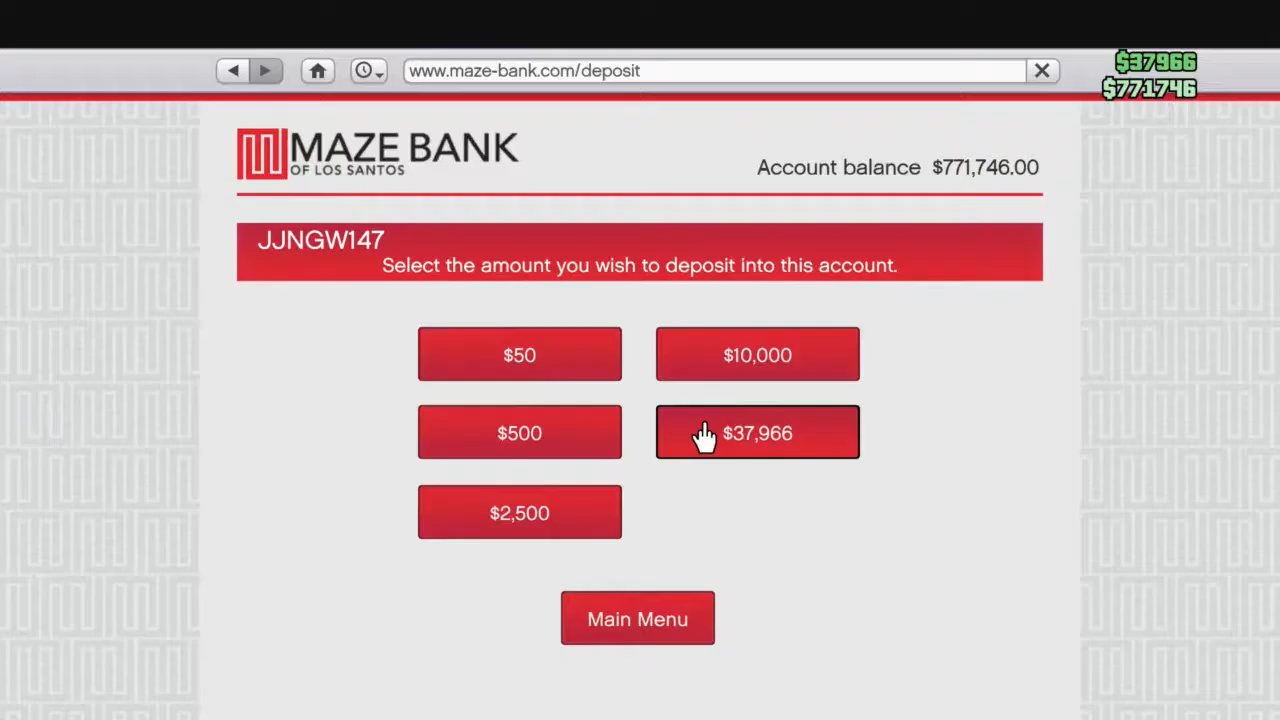 www.maze-bank.com/deposit
$37966
$771746
MAZE BANK
OF LOS SANTOS
Account balance $771,746.00
JJNGW147
Select the amount you wish to deposit into this account.
$50
$10,000
$500
$37,966
$2,500
Main Menu